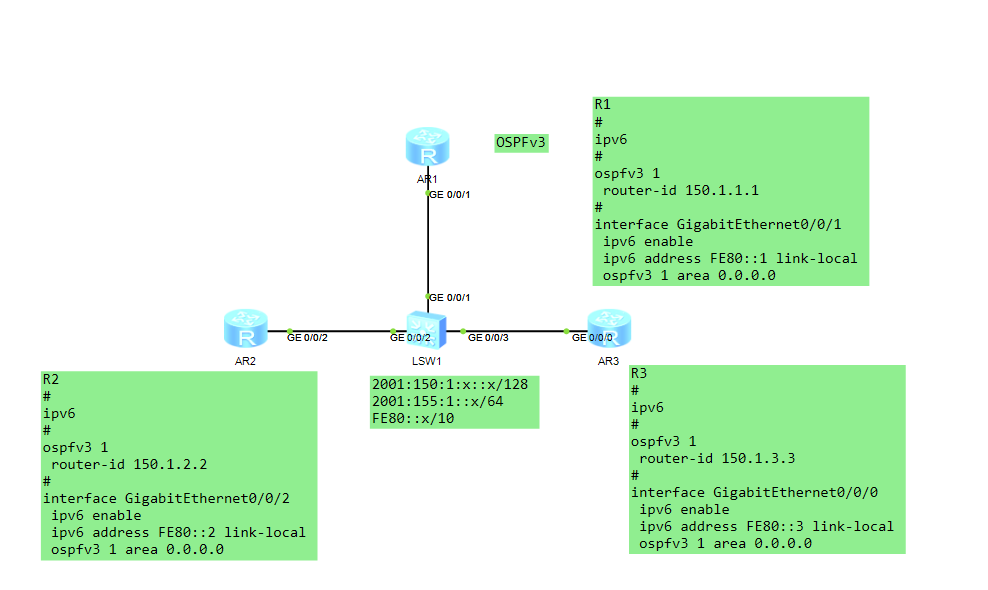 R1
#
ipv6
#
ospfv3 1
router-id 150.1.1.1
#
interface GigabitEthernet0/0/1
ipv6 enable
ipv6 address FE80::1 link-local
ospfv3 1 area 0.0.0.0
OSPFv3
R
AR1
GE 0/0/1
GE 0/0/1
R
GE 0/0/2
GE 0/0/2
GE 0/0/3
GE 0/0/0
R
AR2
LSW1
AR3
2001:150:1:x::x/128
2001:155:1::x/64
FE80::x/10
R2
#
ipv6
#
ospfv3 1
router-id 150.1.2.2
#
interface GigabitEthernet0/0/2
ipv6 enable
ipv6 address FE80::2 link-local
ospfv3 1 area 0.0.0.0
R3
#
ipv6
#
ospfv3 1
router-id 150.1.3.3
#
interface GigabitEthernet0/0/0
ipv6 enable
ipv6 address FE80::3 link-local
ospfv3 1 area 0.0.0.0